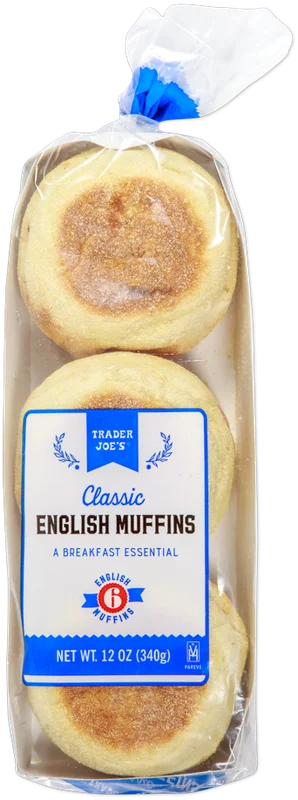 TRADER
JOE'S
Classic
ENGLISH MUFFINS
A BREAKFAST ESSENTIAL
ENGLISH
6
MUFFINS
NET WT. 12 OZ (340g)
PAREVE